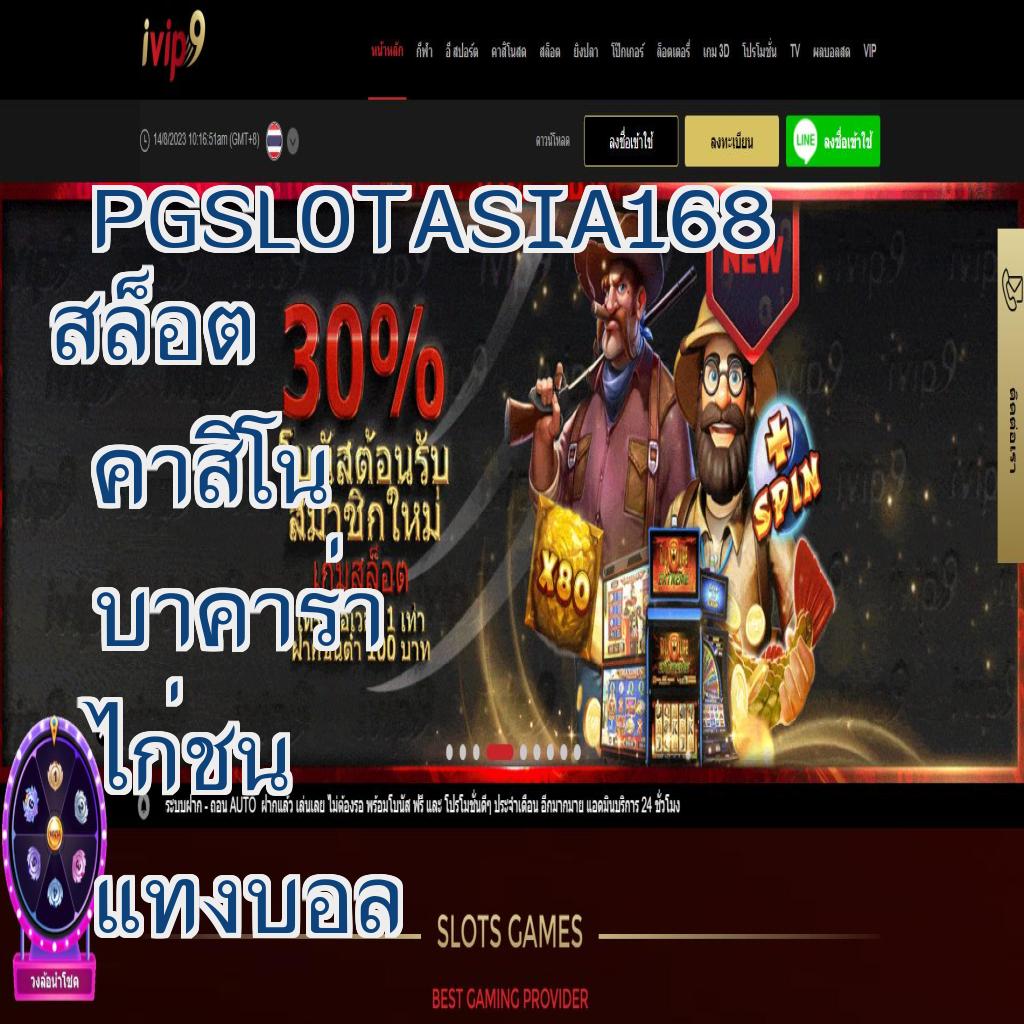 ivip9
หน้าหลัก กีฬา อีสปอร์ต คาสิโนสด สล็อต ยิงปลา โป๊กเกอร์ ล็อตเตอรี่ เกม 3D โปรโมชั่น TV ผลบอลสด VIP
14/8/2023 10:16:51am (GMT+8)
ดาวน์โหลด ลงชื่อเข้าใช้ ลงทะเบียน LINE ลงชื่อเข้าใช้
PGSLOTASIA168
NEW
สล็อต
30%
คาสิโน
โบนัสต้อนรับ
สมาชิกใหม่
เกมสล็อต
บาคาร่า
1 เท่า
ฝากขั้นต่ำ 100 บาท
+
SPIN
X80
EXTREME
ติดต่อเรา
ไก่ชน
ระบบฝาก - ถอน AUTO ฝากแล้ว เล่นเลย ไม่ต้องรอ พร้อมโบนัส ฟรี และ โปรโมชั่นดีๆ ประจำเดือน อีกมากมาย แอดมินบริการ 24 ชั่วโมง
แทงบอล
วงล้อนำโชค
SLOTS GAMES
BEST GAMING PROVIDER